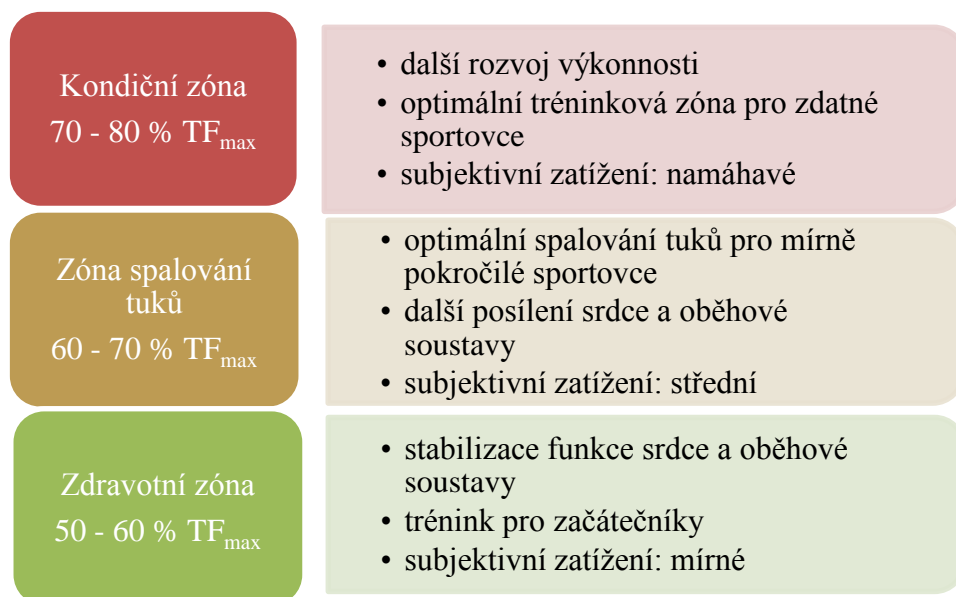 Kondiční zóna
70 - 80 % TFmax
• další rozvoj výkonnosti
• optimální tréninková zóna pro zdatné
sportovce
• subjektivní zatížení: namáhavé
Zóna spalování
tuků
60 - 70 % TFmax
• optimální spalování tuků pro mírně
pokročilé sportovce
• další posílení srdce a oběhové
soustavy
• subjektivní zatížení: střední
Zdravotní zóna
50 - 60 % TFmax
• stabilizace funkce srdce a oběhové
soustavy
• trénink pro začátečníky
• subjektivní zatížení: mírné